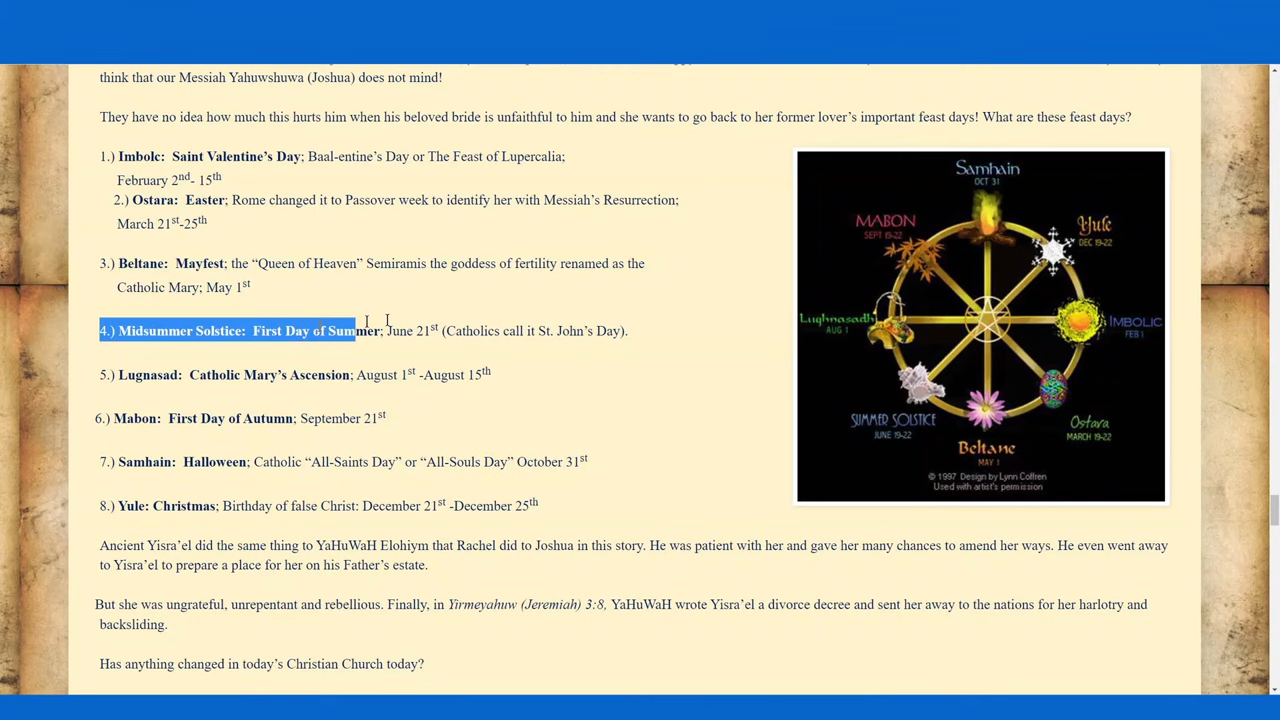 think that our Messiah Yahuwshuwa (Joshua) does not mind!
They have no idea how much this hurts him when his beloved bride is unfaithful to him and she wants to go back to her former lover’s important feast days! What are these feast days?
1.) Imbolc: Saint Valentine’s Day; Baal-entine’s Day or The Feast of Lupercalia;
February 2nd- 15th
2.) Ostara: Easter; Rome changed it to Passover week to identify her with Messiah’s Resurrection;
March 21st-25th
3.) Beltane: Mayfest; the “Queen of Heaven” Semiramis the goddess of fertility renamed as the
Catholic Mary; May 1st
4.) Midsummer Solstice: First Day of Summer; June 21st (Catholics call it St. John’s Day).
5.) Lugnasad: Catholic Mary’s Ascension; August 1st -August 15th
6.) Mabon: First Day of Autumn; September 21st
7.) Samhain: Halloween; Catholic “All-Saints Day” or “All-Souls Day” October 31st
8.) Yule: Christmas; Birthday of false Christ: December 21st -December 25th
Samhain
OCT 31
MABON
SEPT 19-22
Yule
DEC 19-22
Lughnasadh
AUG 1
IMBOLIC
FEB 1
SUMMER SOLSTICE
JUNE 19-22
Ostara
MARCH 19-22
Beltane
MAY 1
© 1997 Design by Lynn Coffren
Used with artist's permission
Ancient Yisra’el did the same thing to YaHuWaH Elohiym that Rachel did to Joshua in this story. He was patient with her and gave her many chances to amend her ways. He even went away
to Yisra’el to prepare a place for her on his Father’s estate.
But she was ungrateful, unrepentant and rebellious. Finally, in Yirmeyahuw (Jeremiah) 3:8, YaHuWaH wrote Yisra’el a divorce decree and sent her away to the nations for her harlotry and
backsliding.
Has anything changed in today’s Christian Church today?